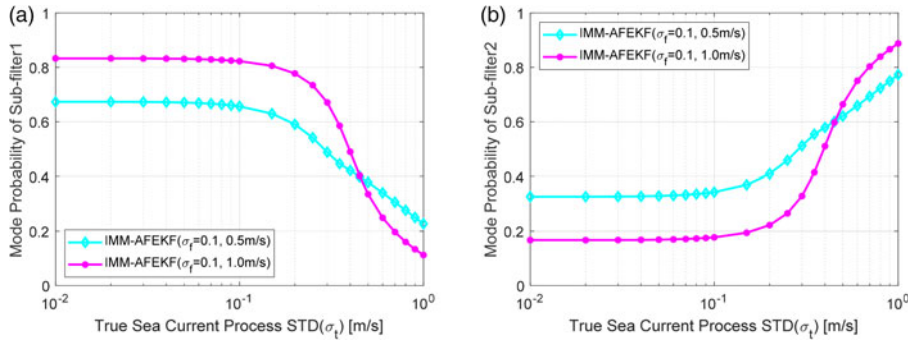 (a)
1
0.8
0.6
0.4
0.2
0
Mode Probability of Sub-filter1
IMM-AFEKF(σf=0.1, 0.5m/s)
IMM-AFEKF(σf=0.1, 1.0m/s)
10-2
10-1
100
True Sea Current Process STD(σt) [m/s]
(b)
1
0.8
0.6
0.4
0.2
0
Mode Probability of Sub-filter2
IMM-AFEKF(σf=0.1, 0.5m/s)
IMM-AFEKF(σf=0.1, 1.0m/s)
10-2
10-1
100
True Sea Current Process STD(σt) [m/s]